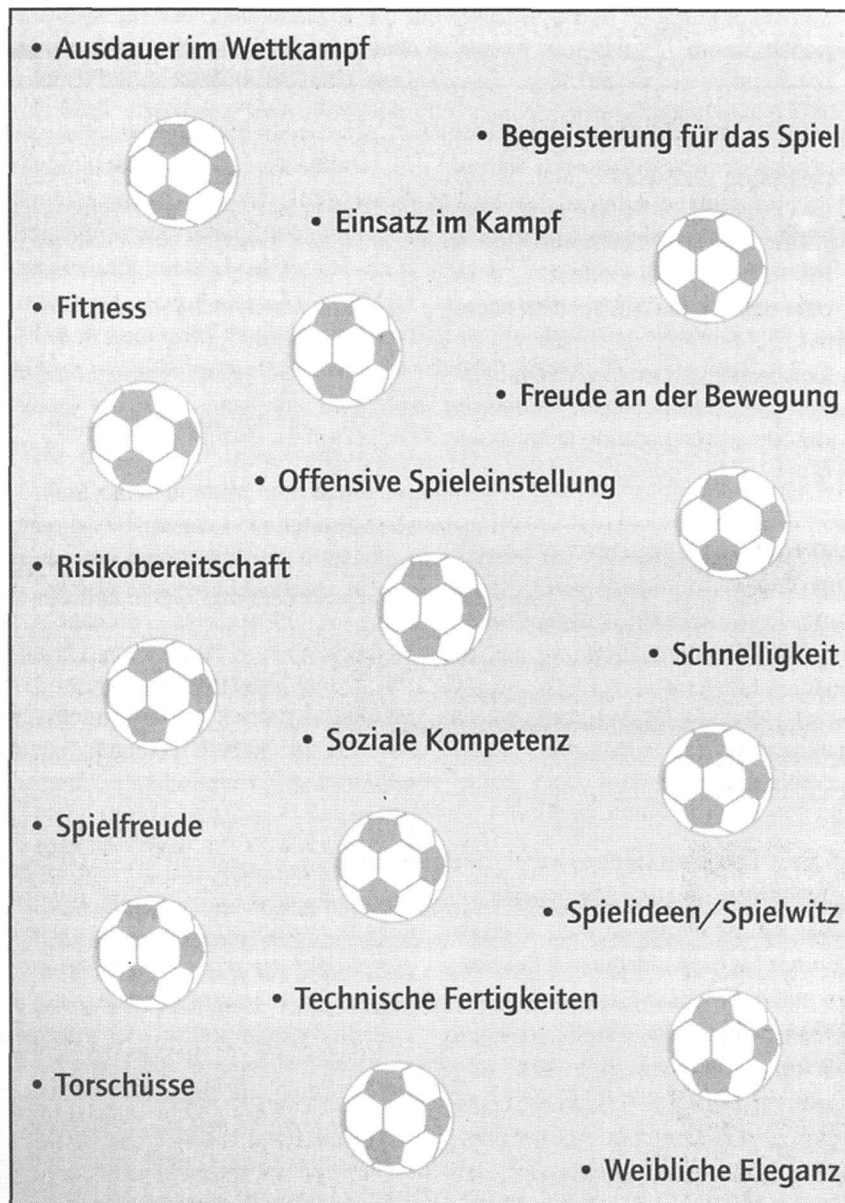 • Ausdauer im Wettkampf
• Begeisterung für das Spiel
• Einsatz im Kampf
• Fitness
• Freude an der Bewegung
• Offensive Spieleinstellung
• Risikobereitschaft
• Schnelligkeit
• Soziale Kompetenz
• Spielfreude
• Spielideen/Spielwitz
• Technische Fertigkeiten
• Torschüsse
• Weibliche Eleganz